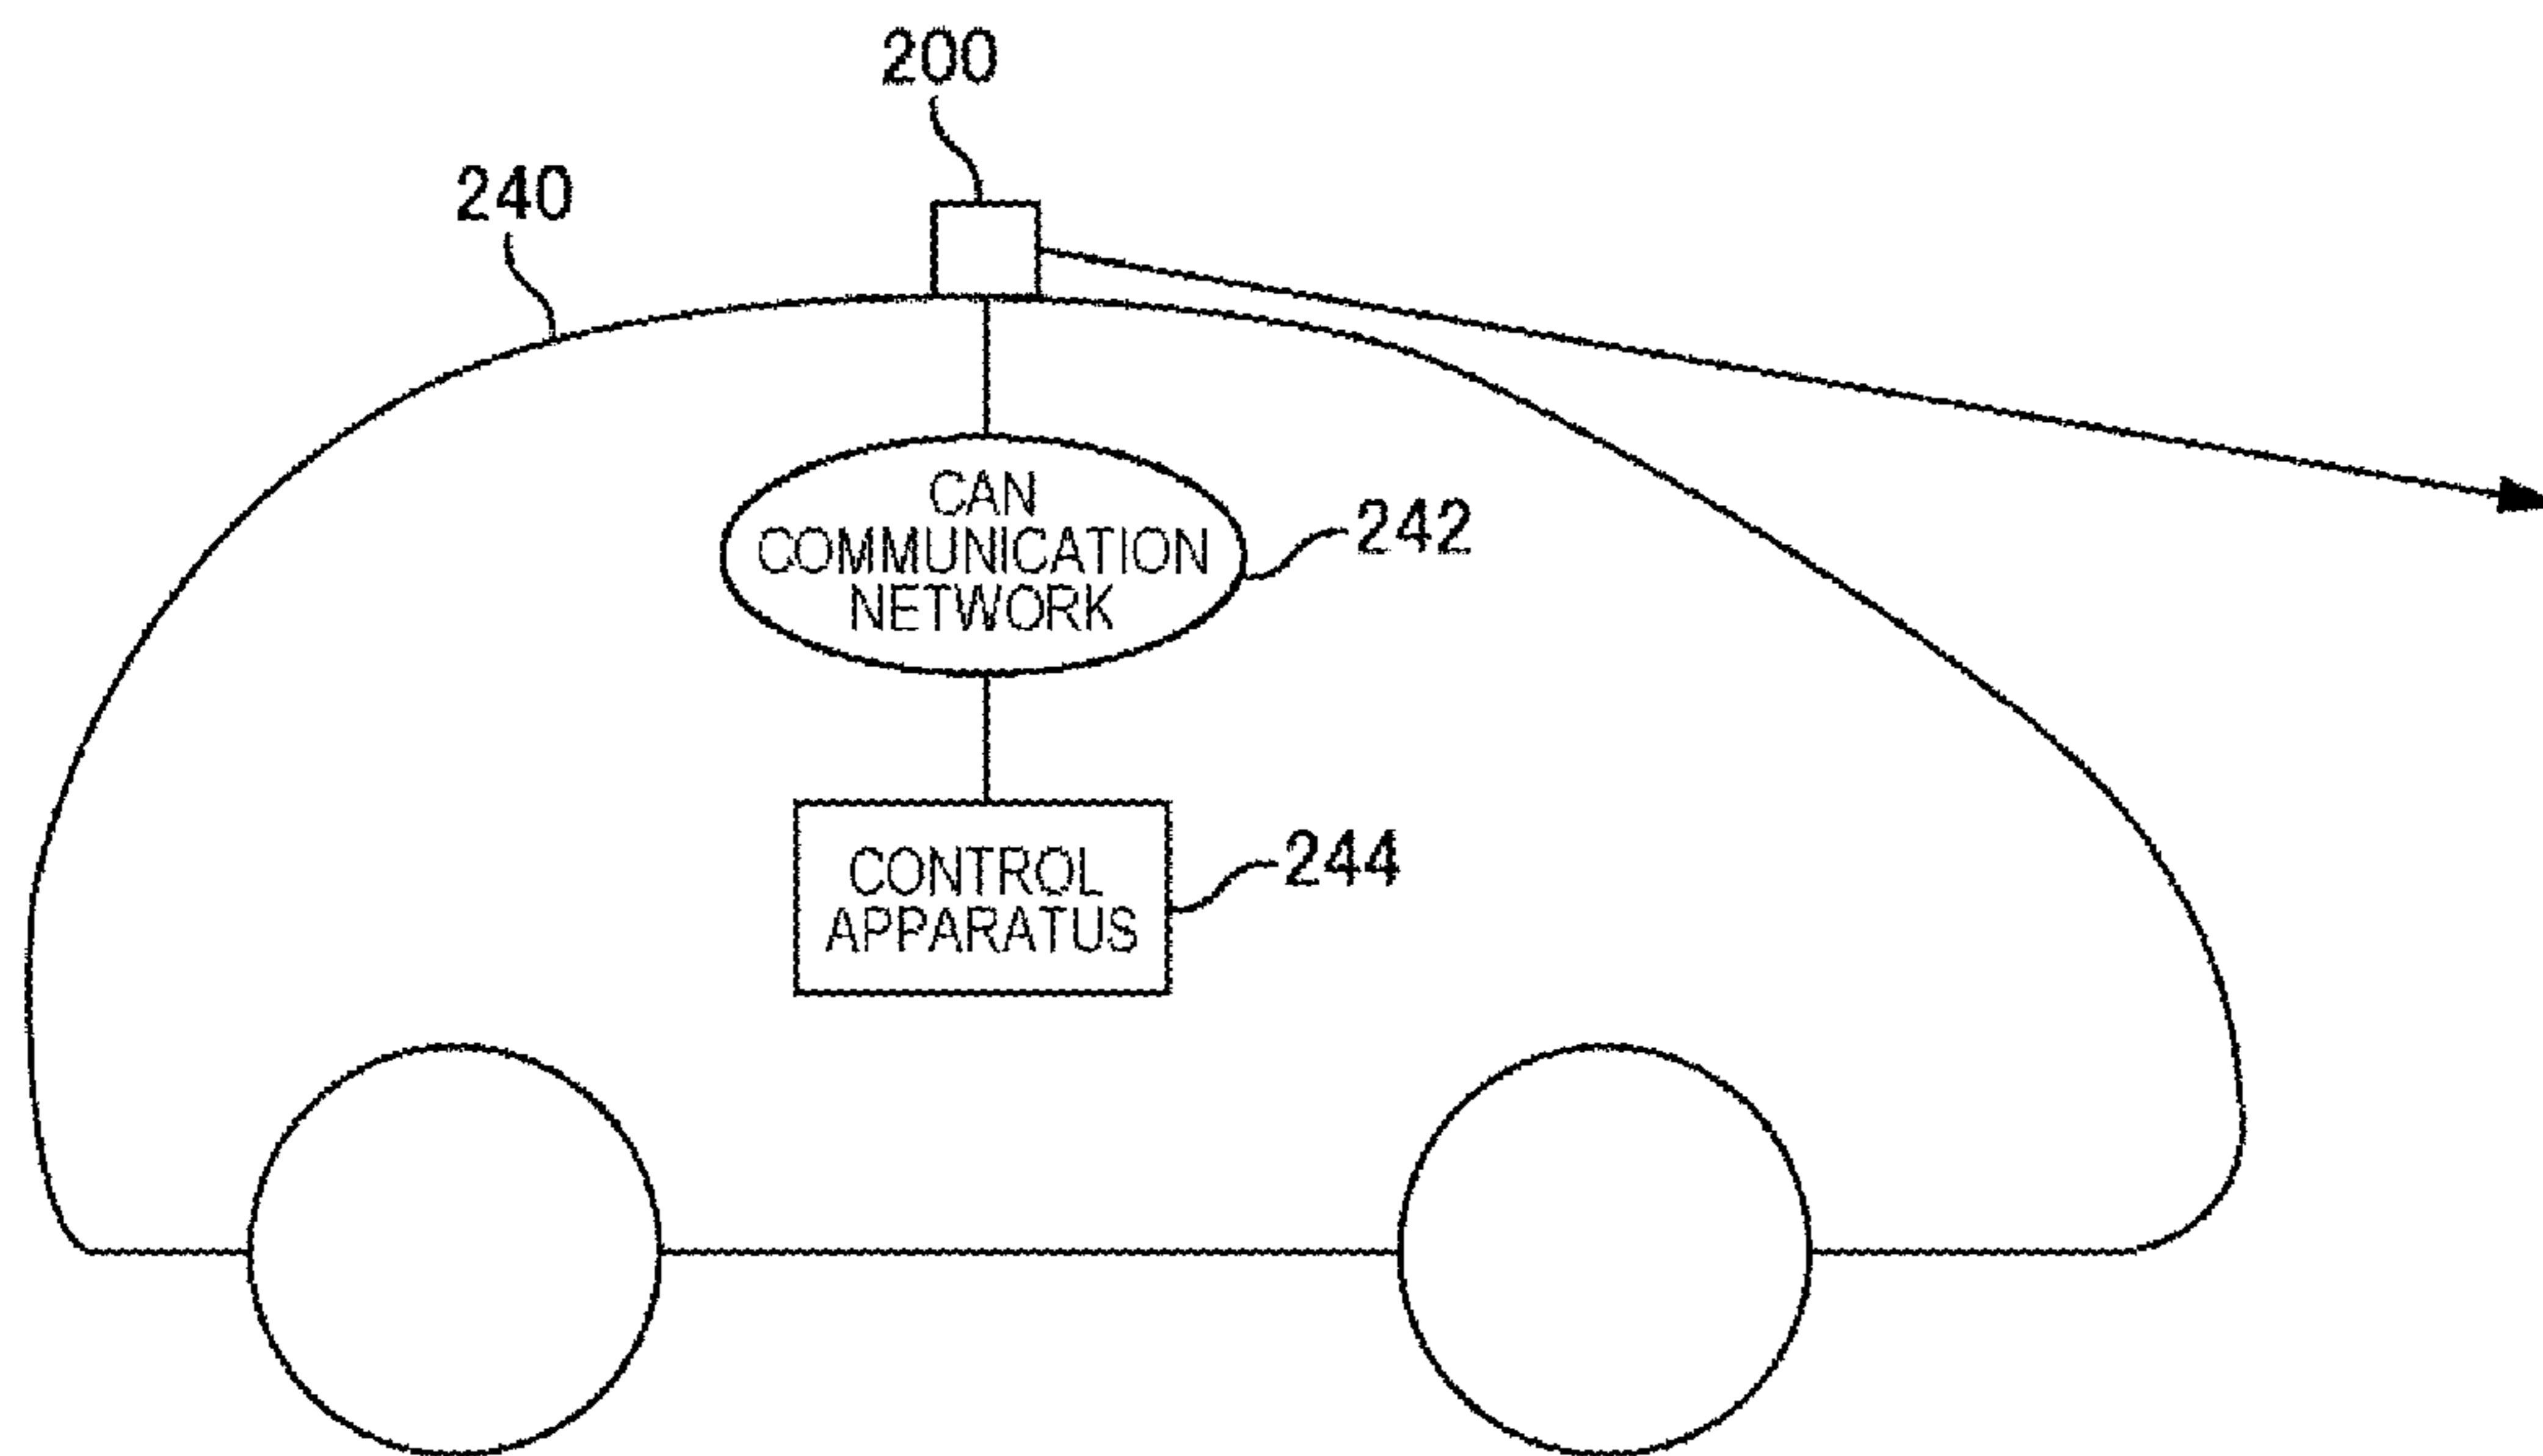 200
240
CAN
COMMUNICATION
NETWORK
242
CONTROL
APPARATUS
244